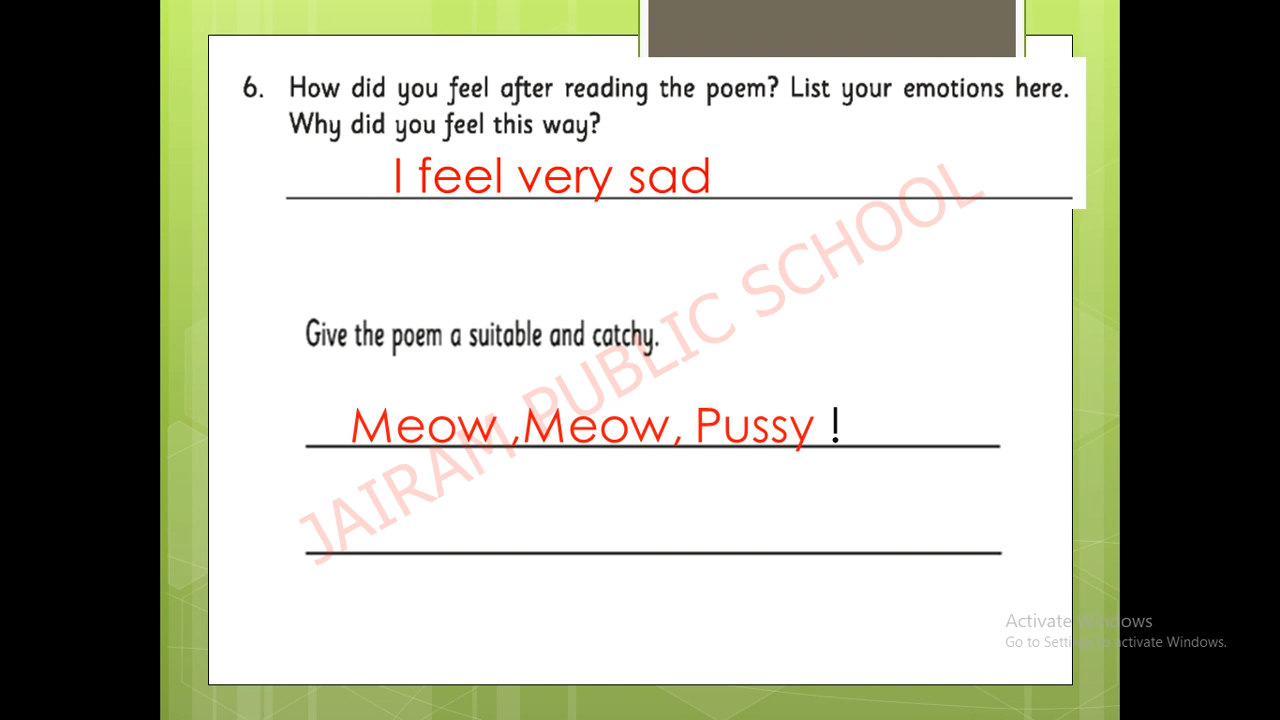 6. How did you feel after reading the poem? List your emotions here.
Why did you feel this way?
I feel very sad
Give the poem a suitable and catchy.
Meow ,Meow, Pussy !
JAIRAM PUBLIC SCHOOL
Activate Windows
Go to Settings to activate Windows.